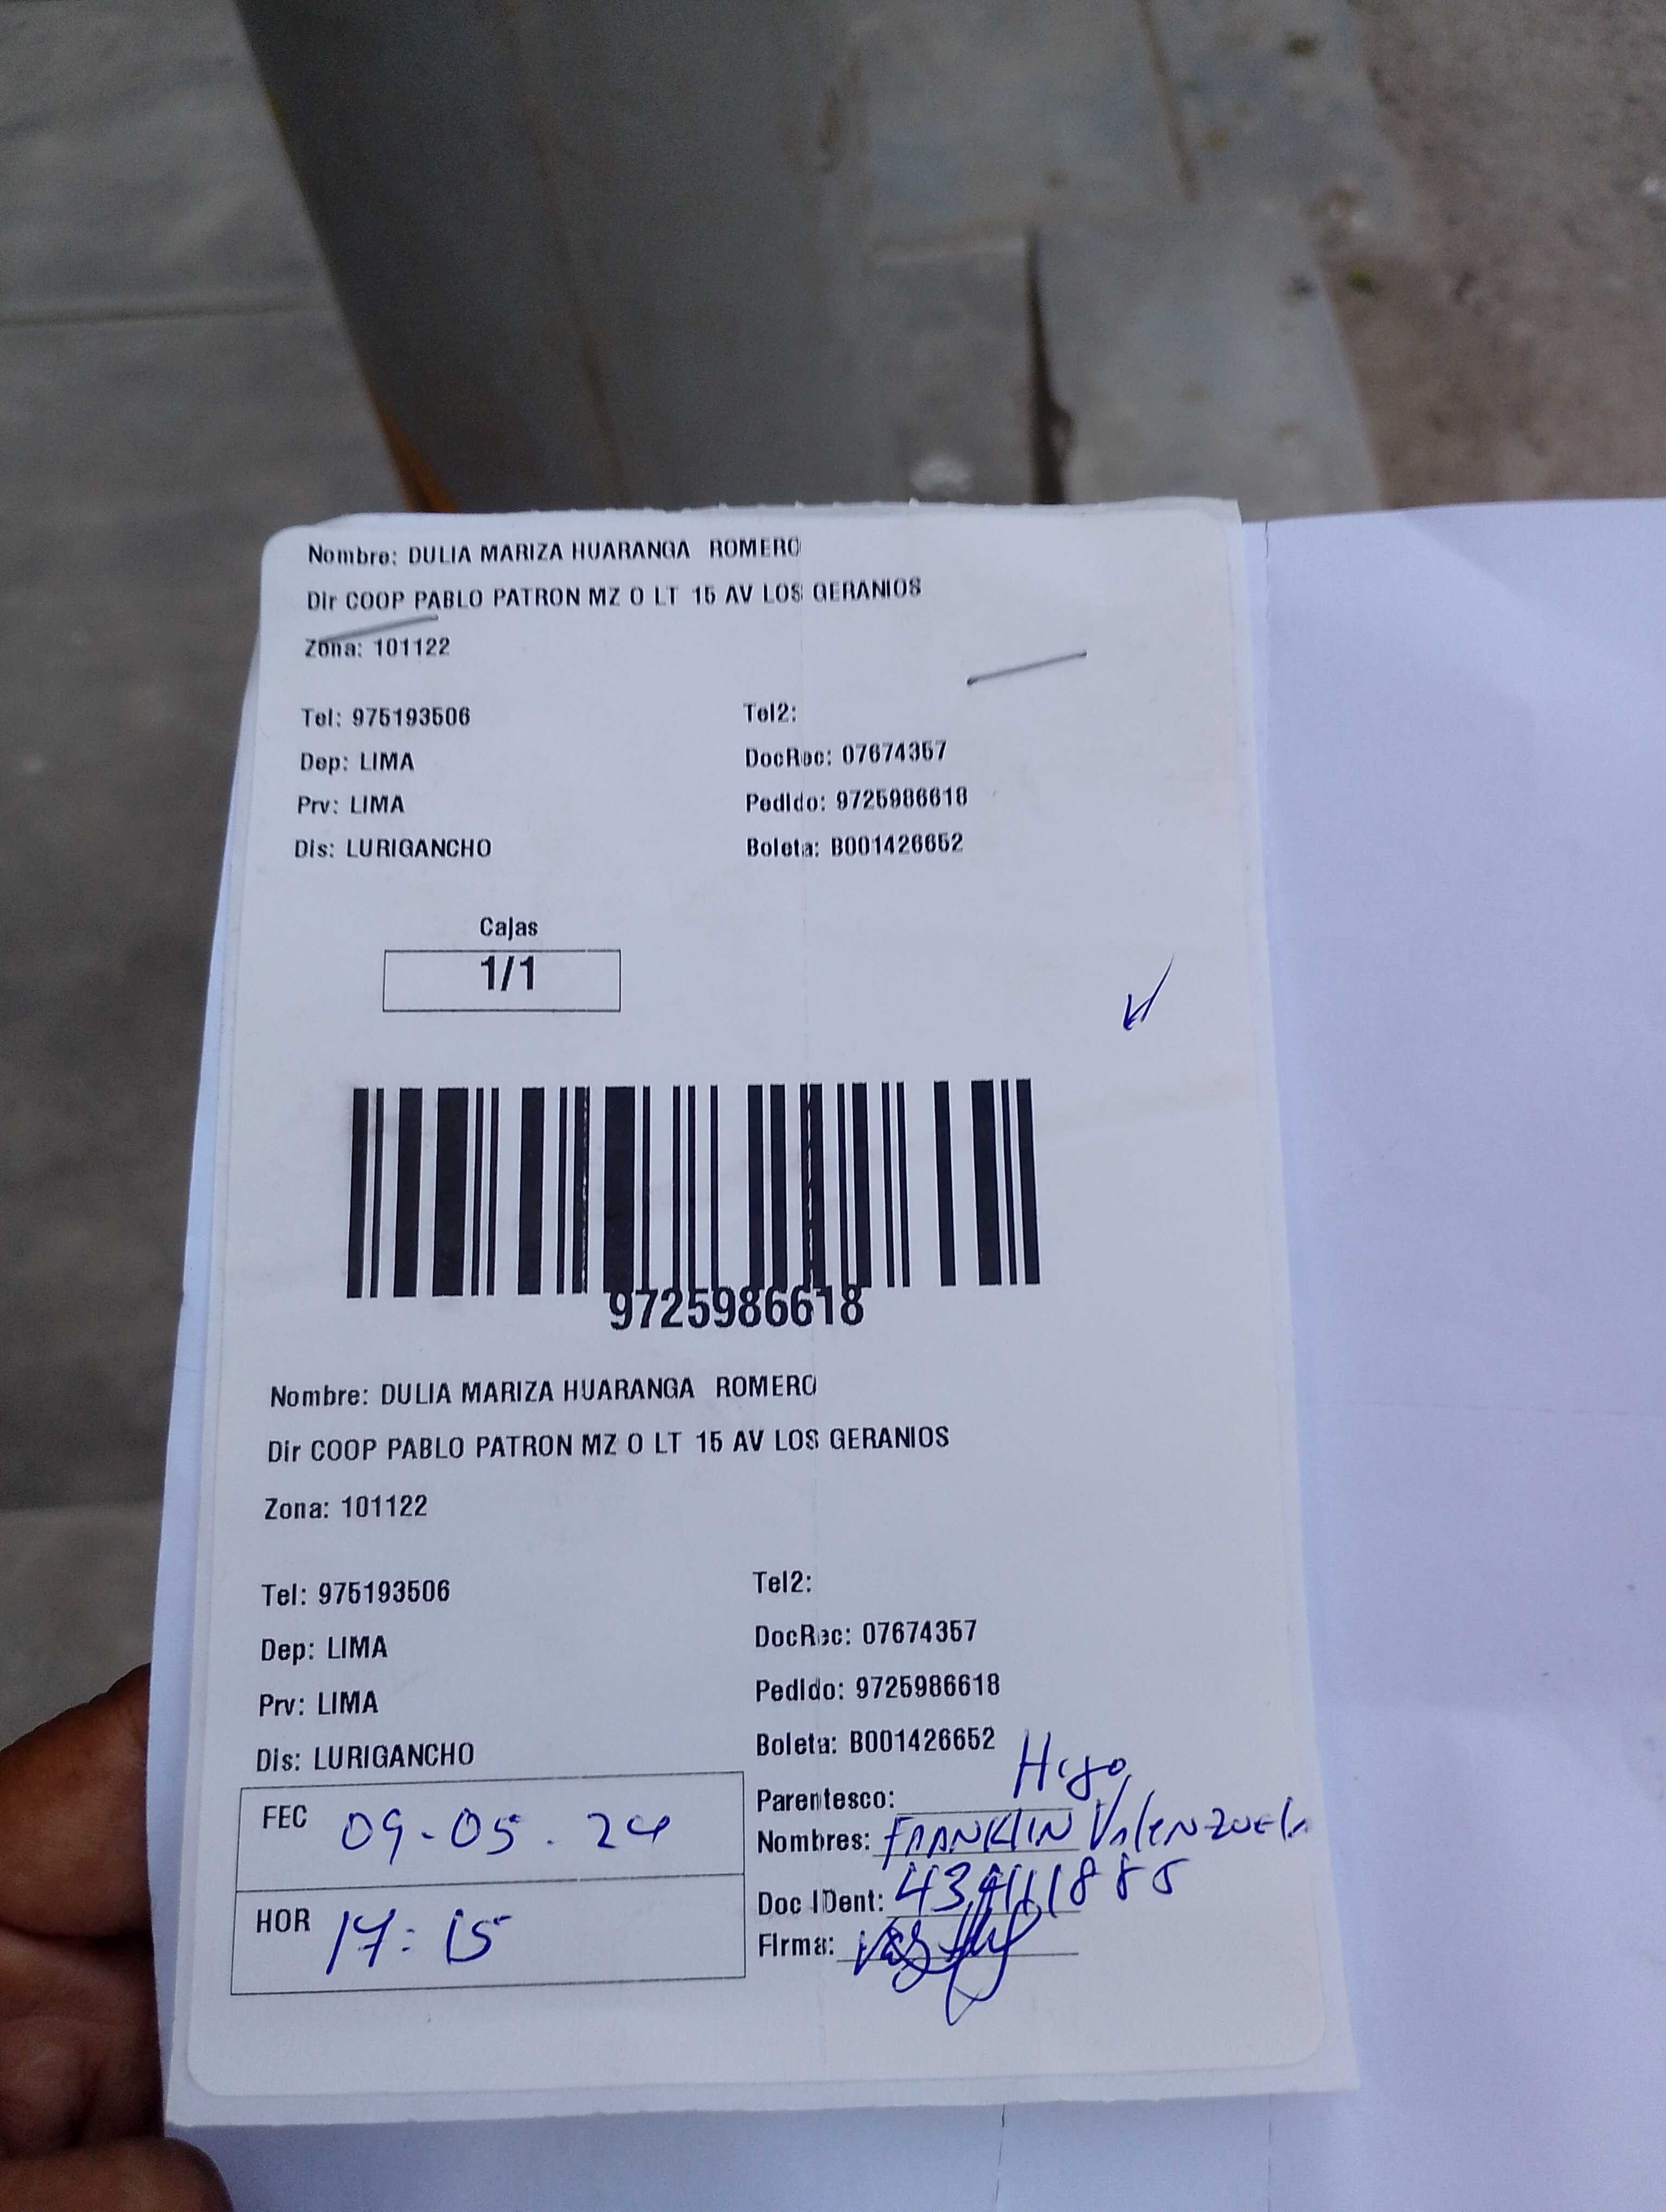 Nombre: DULIA MARIZA HUARANGA ROMERO
Dir COOP PABLO PATRON MZ O LT 15 AV LOS GERANIOS
Zona: 101122
Tel: 975193506 Tel2:
Dep: LIMA DocRec: 07674357
Prv: LIMA Pedido: 9725986618
Dis: LURIGANCHO Boleta: B001426652
Cajas
1/1
9725986618
Nombre: DULIA MARIZA HUARANGA ROMERO
Dir COOP PABLO PATRON MZ O LT 15 AV LOS GERANIOS
Zona: 101122
Tel: 975193506 Tel2:
Dep: LIMA DocRec: 07674357
Prv: LIMA Pedido: 9725986618
Dis: LURIGANCHO Boleta: B001426652
FEC 09-05.24 Parentesco: Hijo
Nombres: FRANKLIN Valenzuela
HOR 17:15 Doc IDent:
Firma: